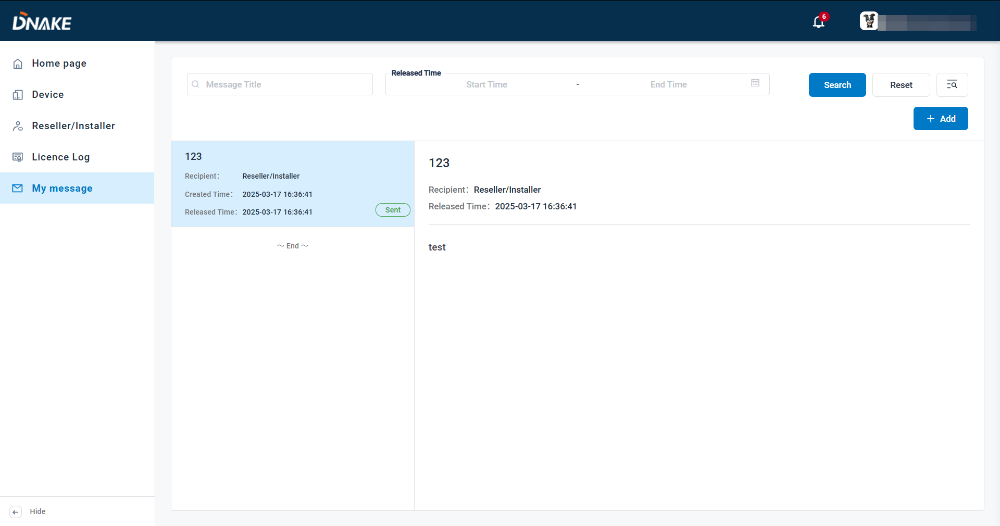 DNAKE
6
Home page
Device
Reseller/Installer
Licence Log
My message
Hide
Message Title
Released Time
Start Time - End Time
Search
Reset
+ Add
123
Recipient： Reseller/Installer
Created Time： 2025-03-17 16:36:41
Released Time： 2025-03-17 16:36:41
Sent
～ End ～
123
Recipient： Reseller/Installer
Released Time： 2025-03-17 16:36:41
test